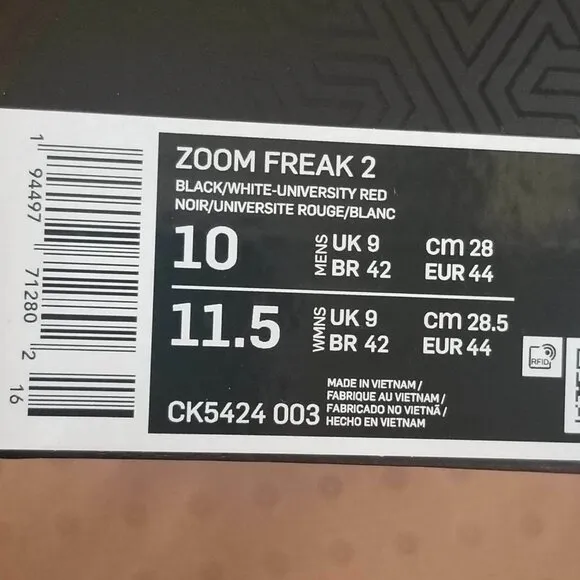 ZOOM FREAK 2
BLACK/WHITE-UNIVERSITY RED
NOIR/UNIVERSITE ROUGE/BLANC
10 MENS UK 9 cm 28
BR 42 EUR 44
11.5 WMNS UK 9 cm 28.5
BR 42 EUR 44
CK5424 003
MADE IN VIETNAM /
FABRIQUE AU VIETNAM /
FABRICADO NO VIETNÃ /
HECHO EN VIETNAM
RFID
1 94497 71280 2
16